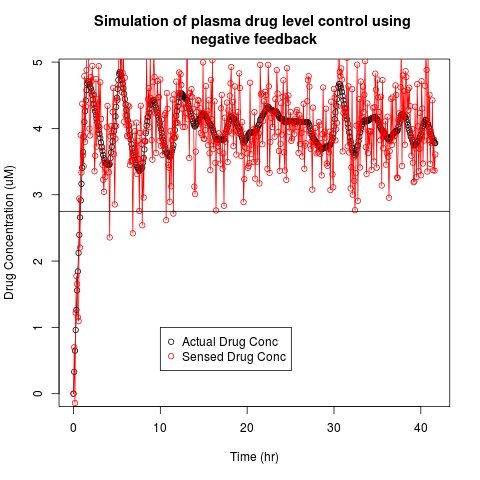 Simulation of plasma drug level control using
negative feedback
Drug Concentration (uM)
5
4
3
2
1
0
Actual Drug Conc
Sensed Drug Conc
0 10 20 30 40
Time (hr)